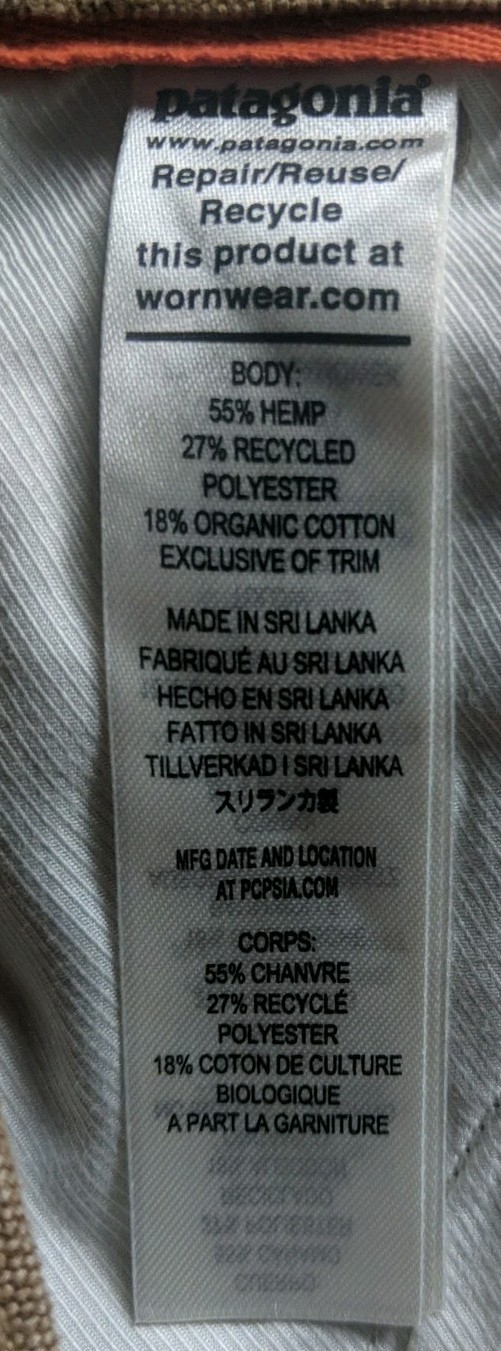 patagonia®
www.patagonia.com
Repair/Reuse/
Recycle
this product at
wornwear.com
BODY:
55% HEMP
27% RECYCLED
POLYESTER
18% ORGANIC COTTON
EXCLUSIVE OF TRIM
MADE IN SRI LANKA
FABRIQUÉ AU SRI LANKA
HECHO EN SRI LANKA
FATTO IN SRI LANKA
TILLVERKAD I SRI LANKA
スリランカ製
MFG DATE AND LOCATION
AT PCPSIA.COM
CORPS:
55% CHANVRE
27% RECYCLÉ
POLYESTER
18% COTON DE CULTURE
BIOLOGIQUE
A PART LA GARNITURE